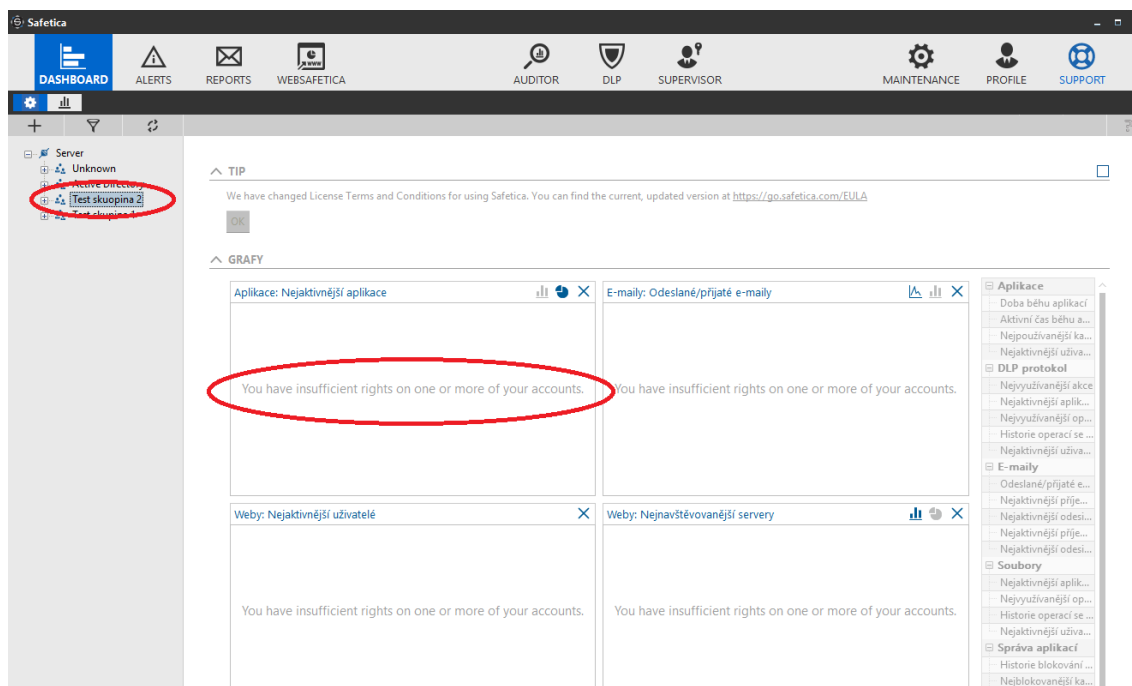 Safetica
DASHBOARD
ALERTS
REPORTS
WEBSAFETICA
AUDITOR
DLP
SUPERVISOR
MAINTENANCE
PROFILE
SUPPORT
Server
Unknown
Active Directory
Test skuopina 2
Test skupina 1
TIP
We have changed License Terms and Conditions for using Safetica. You can find the current, updated version at https://go.safetica.com/EULA
OK
GRAFY
Aplikace: Nejaktivnější aplikace
You have insufficient rights on one or more of your accounts.
E-maily: Odeslané/přijaté e-maily
You have insufficient rights on one or more of your accounts.
Weby: Nejaktivnější uživatelé
You have insufficient rights on one or more of your accounts.
Weby: Nejnavštěvovanější servery
You have insufficient rights on one or more of your accounts.
Aplikace
Doba běhu aplikací
Aktivní čas běhu a...
Nejpoužívanější ka...
Nejaktivnější uživa...
DLP protokol
Nejvyužívanější akce
Nejaktivnější aplik...
Nejvyužívanější op...
Historie operací se ...
Nejaktivnější uživa...
E-maily
Odeslané/přijaté e...
Nejaktivnější příje...
Nejaktivnější odesi...
Nejaktivnější příje...
Nejaktivnější odesi...
Soubory
Nejaktivnější aplik...
Nejvyužívanější op...
Historie operací se ...
Nejaktivnější uživa...
Správa aplikací
Historie blokování ...
Nejblokovanější ka...